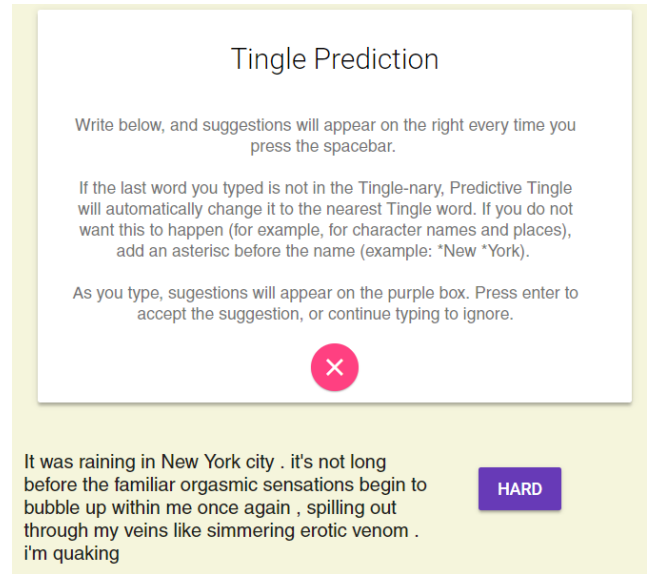 Tingle Prediction
Write below, and suggestions will appear on the right every time you
press the spacebar.
If the last word you typed is not in the Tingle-nary, Predictive Tingle
will automatically change it to the nearest Tingle word. If you do not
want this to happen (for example, for character names and places),
add an asterisc before the name (example: *New *York).
As you type, sugestions will appear on the purple box. Press enter to
accept the suggestion, or continue typing to ignore.
It was raining in New York city . it's not long
before the familiar orgasmic sensations begin to
bubble up within me once again , spilling out
through my veins like simmering erotic venom .
i'm quaking
HARD